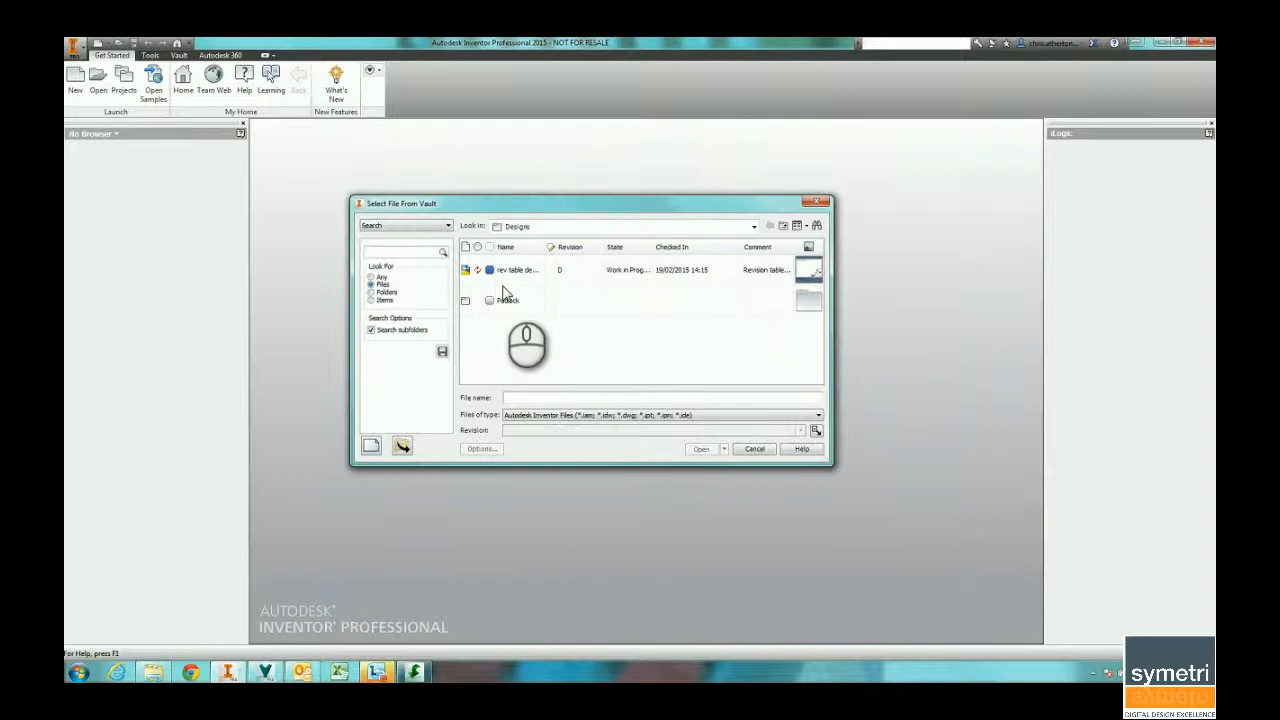 Autodesk Inventor Professional 2015 - NOT FOR RESALE
chris.atherton...
Get Started Tools Vault Autodesk 360
New Open Projects Open Samples Home Team Web Help Learning Back What's New
Launch My Home New Features
No Browser
iLogic
Select File From Vault
Search
Look in: Designs
Name Revision State Checked In Comment
Look For
Any
Files
Folders
Items
rev table de... D Work in Prog... 19/02/2015 14:15 Revision table...
Search Options
Search subfolders
File name:
Files of type: Autodesk Inventor Files (*.iam; *.idw; *.dwg; *.ipt; *.ipn; *.ide)
Revision:
Options... Open Cancel Help
AUTODESK®
INVENTOR® PROFESSIONAL
For Help, press F1
symetri
DIGITAL DESIGN EXCELLENCE